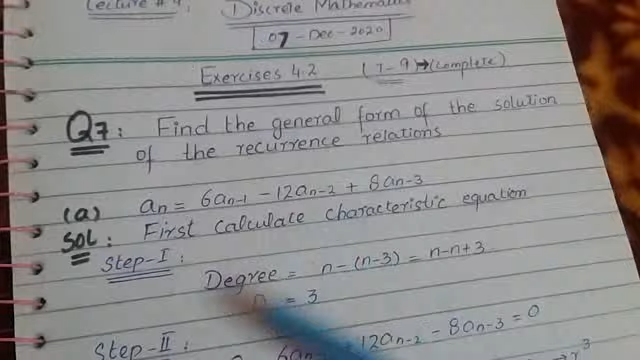 Lecture # 4
Discrete Mathematics
07-Dec-2020
Exercises 4.2 (7-9)→(complete)
Q7: Find the general form of the solution
of the recurrence relations
(a) an = 6an-1 - 12an-2 + 8an-3
Sol: First calculate characteristic equation
Step-I:
Degree = n-(n-3) = n-n+3
= 3
Step-II: 6an 12an-2 - 8an-3 = 0